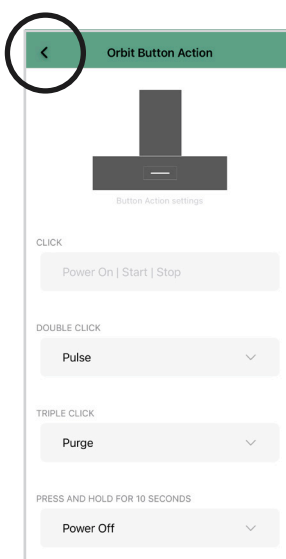 Orbit Button Action
Button Action settings
CLICK
Power On | Start | Stop
DOUBLE CLICK
Pulse
TRIPLE CLICK
Purge
PRESS AND HOLD FOR 10 SECONDS
Power Off